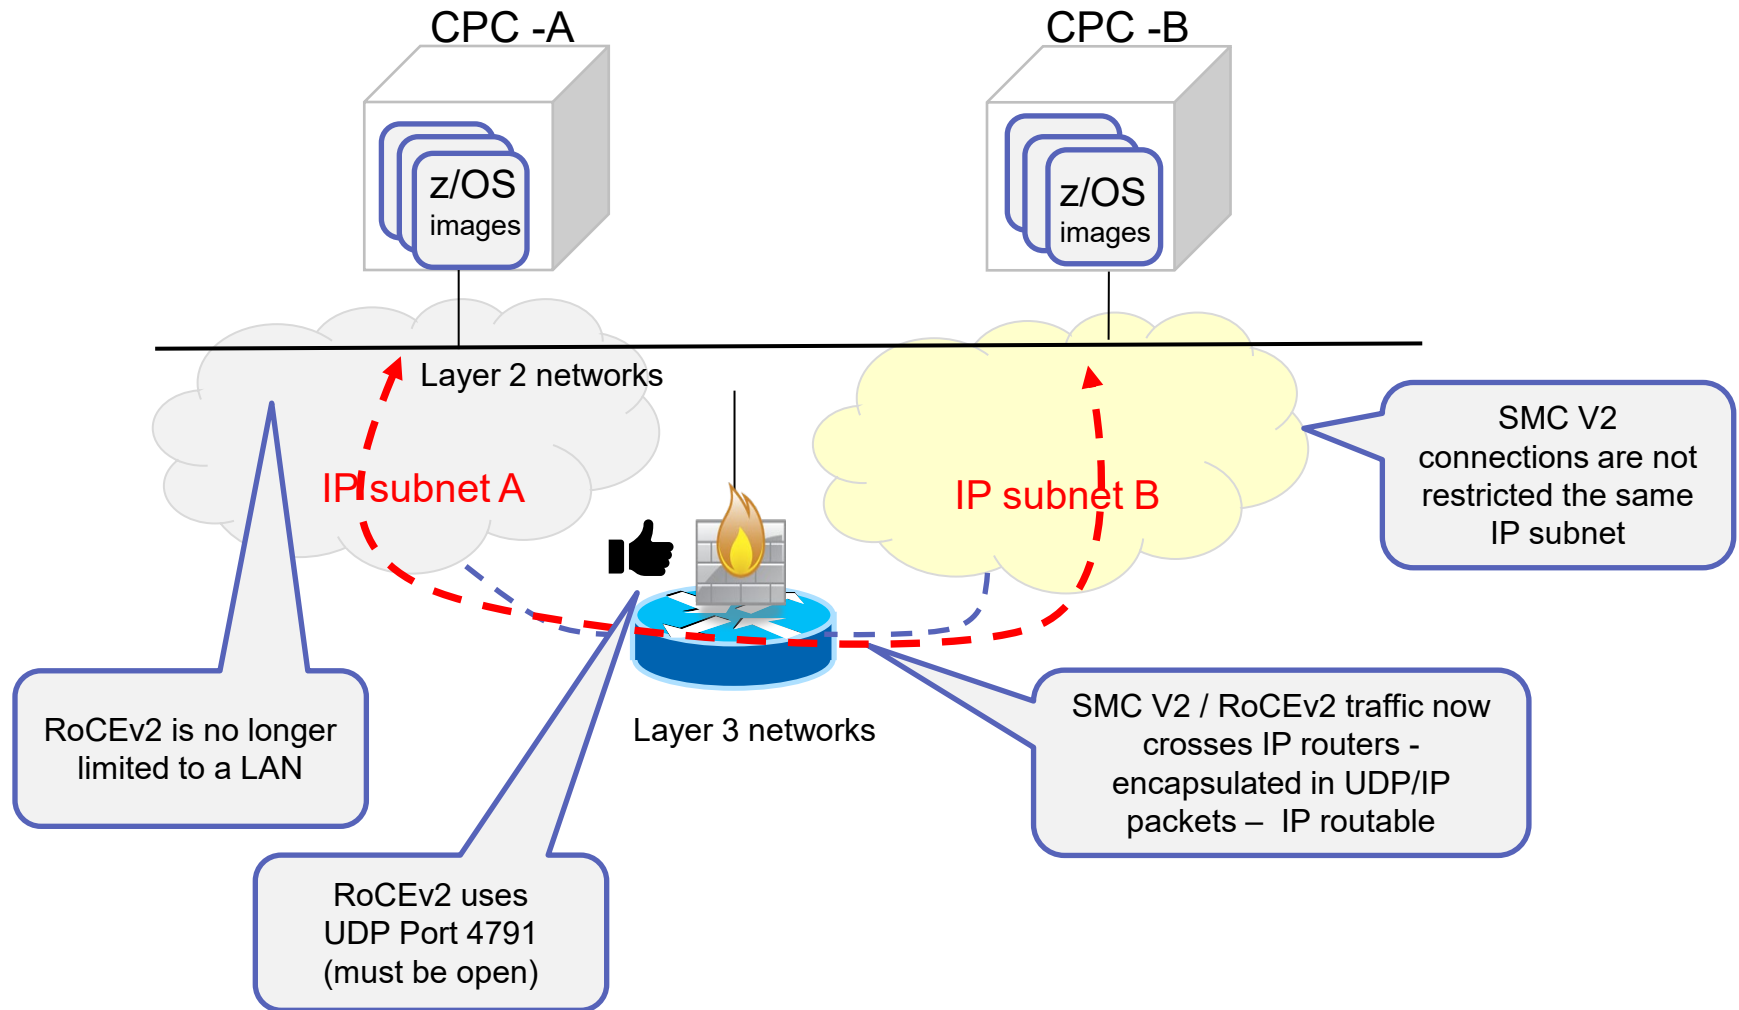 CPC -A
CPC -B
z/OS
images
z/OS
images
Layer 2 networks
IP subnet A
IP subnet B
SMC V2
connections are not
restricted the same
IP subnet
RoCEv2 is no longer
limited to a LAN
Layer 3 networks
SMC V2 / RoCEv2 traffic now
crosses IP routers -
encapsulated in UDP/IP
packets –  IP routable
RoCEv2 uses
UDP Port 4791
(must be open)